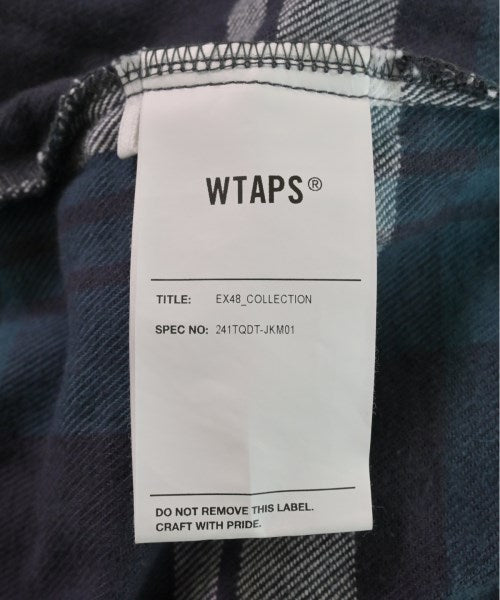 WTAPS®
TITLE: EX48_COLLECTION
SPEC NO: 241TQDT-JKM01
DO NOT REMOVE THIS LABEL.
CRAFT WITH PRIDE.